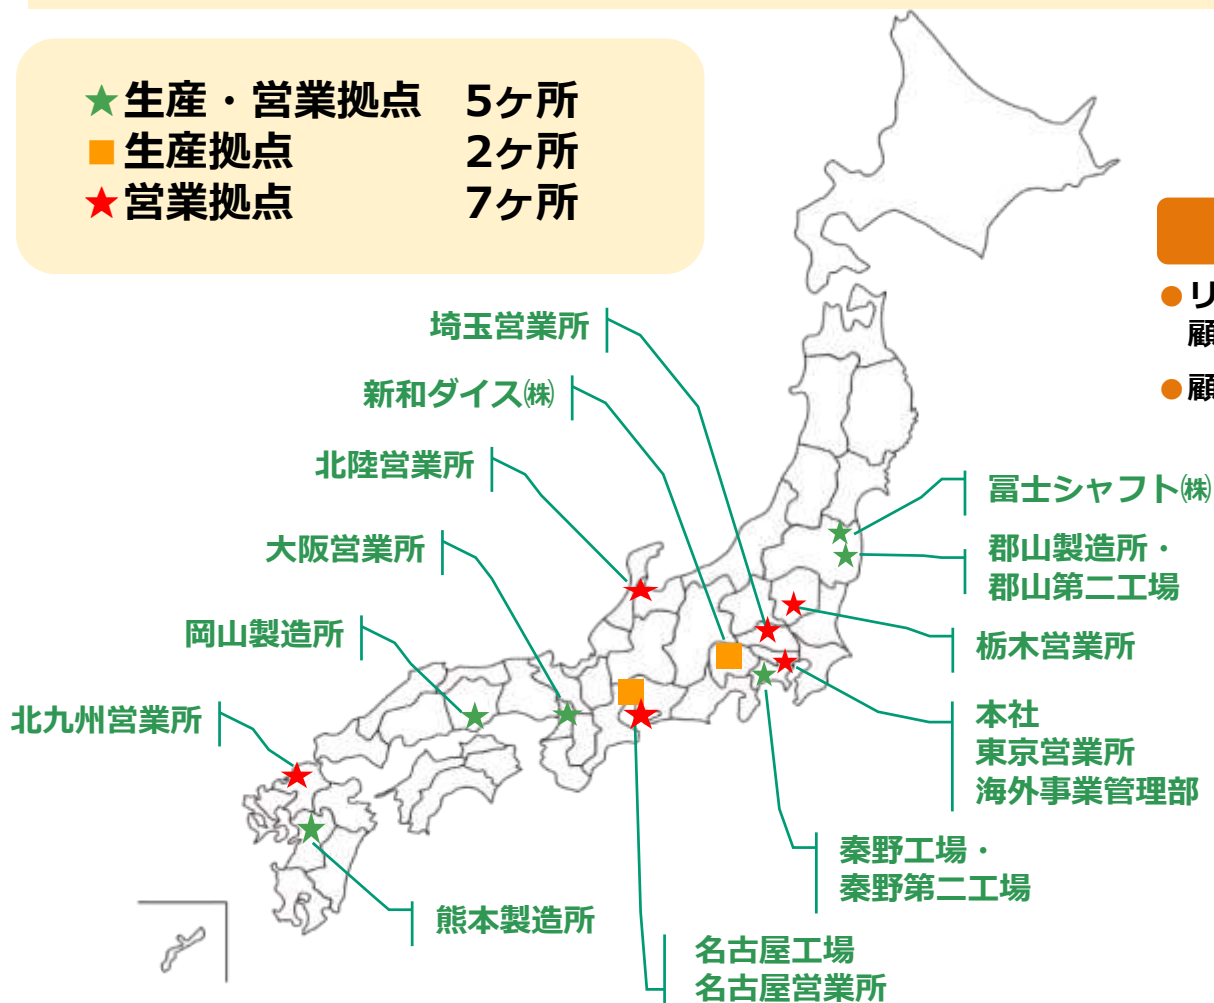 生産・営業拠点 5ヶ所
生産拠点 2ヶ所
営業拠点 7ヶ所
リ
顧
顧
埼玉営業所
新和ダイス㈱
北陸営業所
大阪営業所
岡山製造所
北九州営業所
冨士シャフト㈱
郡山製造所・
郡山第二工場
栃木営業所
本社
東京営業所
海外事業管理部
秦野工場・
秦野第二工場
熊本製造所
名古屋工場
名古屋営業所